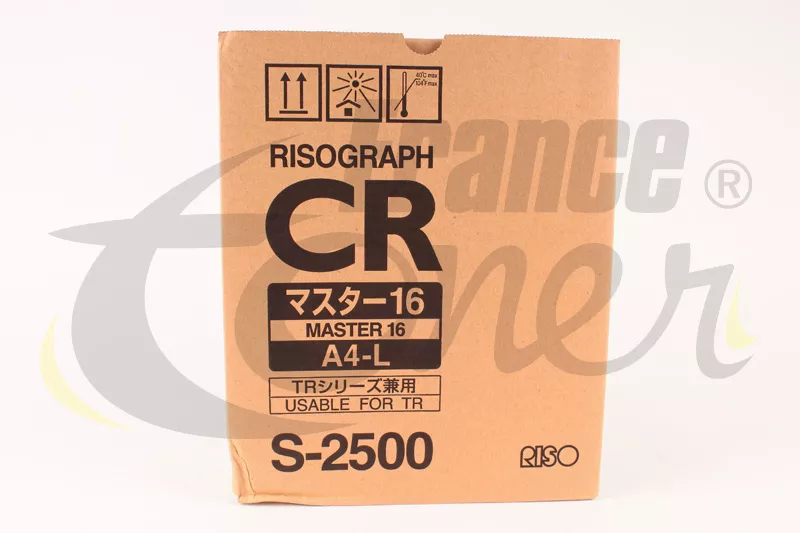 40℃ max
104°F max
RISOGRAPH
CR
マスター16
MASTER 16
A4-L
TRシリーズ兼用
USABLE FOR TR
S-2500
RISO
france
Toner
®